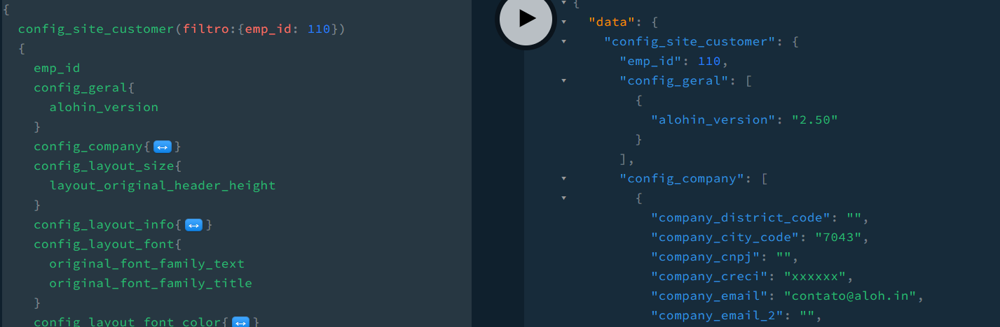 {
config_site_customer(filtro:{emp_id: 110})
{
emp_id
config_geral{
alohin_version
}
config_company{↔}
config_layout_size{
layout_original_header_height
}
config_layout_info{↔}
config_layout_font{
original_font_family_text
original_font_family_title
}
config_layout_font_color{↔}
{
"data": {
"config_site_customer": {
"emp_id": 110,
"config_geral": [
{
"alohin_version": "2.50"
}
],
"config_company": [
{
"company_district_code": "",
"company_city_code": "7043",
"company_cnpj": "",
"company_creci": "xxxxxx",
"company_email": "contato@aloh.in",
"company_email_2": "",